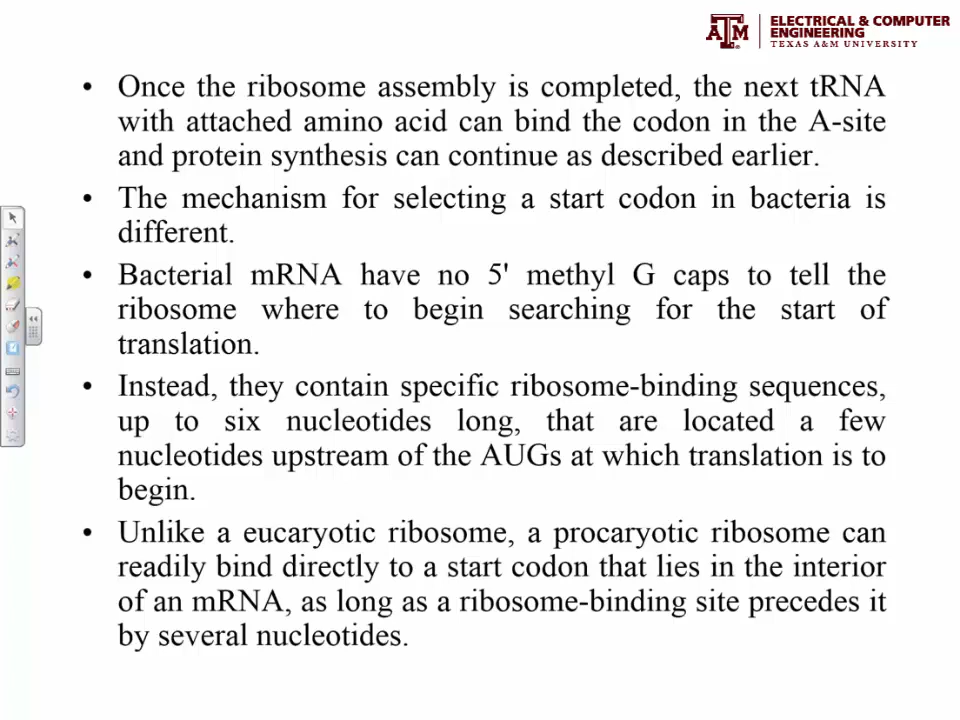 ELECTRICAL & COMPUTER
ENGINEERING
TEXAS A&M UNIVERSITY
• Once the ribosome assembly is completed, the next tRNA
with attached amino acid can bind the codon in the A-site
and protein synthesis can continue as described earlier.
• The mechanism for selecting a start codon in bacteria is
different.
• Bacterial mRNA have no 5' methyl G caps to tell the
ribosome where to begin searching for the start of
translation.
• Instead, they contain specific ribosome-binding sequences,
up to six nucleotides long, that are located a few
nucleotides upstream of the AUGs at which translation is to
begin.
• Unlike a eucaryotic ribosome, a procaryotic ribosome can
readily bind directly to a start codon that lies in the interior
of an mRNA, as long as a ribosome-binding site precedes it
by several nucleotides.